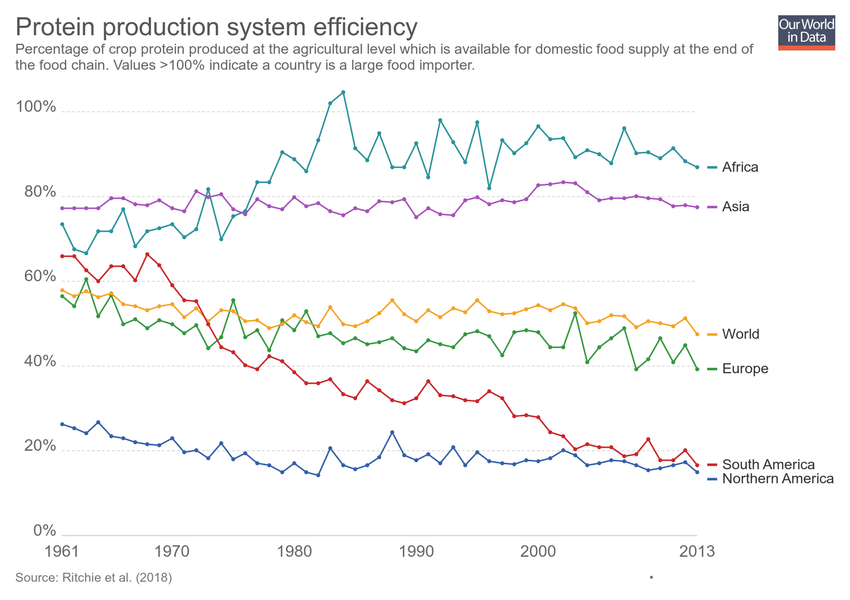 Protein production system efficiency
Our World
in Data
Percentage of crop protein produced at the agricultural level which is available for domestic food supply at the end of
the food chain. Values >100% indicate a country is a large food importer.
100%
80%
60%
40%
20%
0%
Africa
Asia
World
Europe
South America
Northern America
1961 1970 1980 1990 2000 2013
Source: Ritchie et al. (2018)